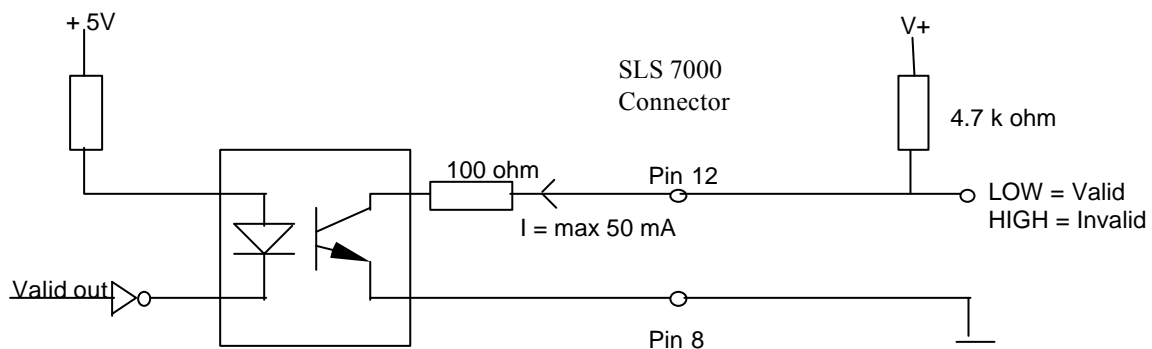 + 5V
V+
SLS 7000
Connector
4.7 k ohm
100 ohm
Pin 12
LOW = Valid
HIGH = Invalid
I = max 50 mA
Valid out
Pin 8